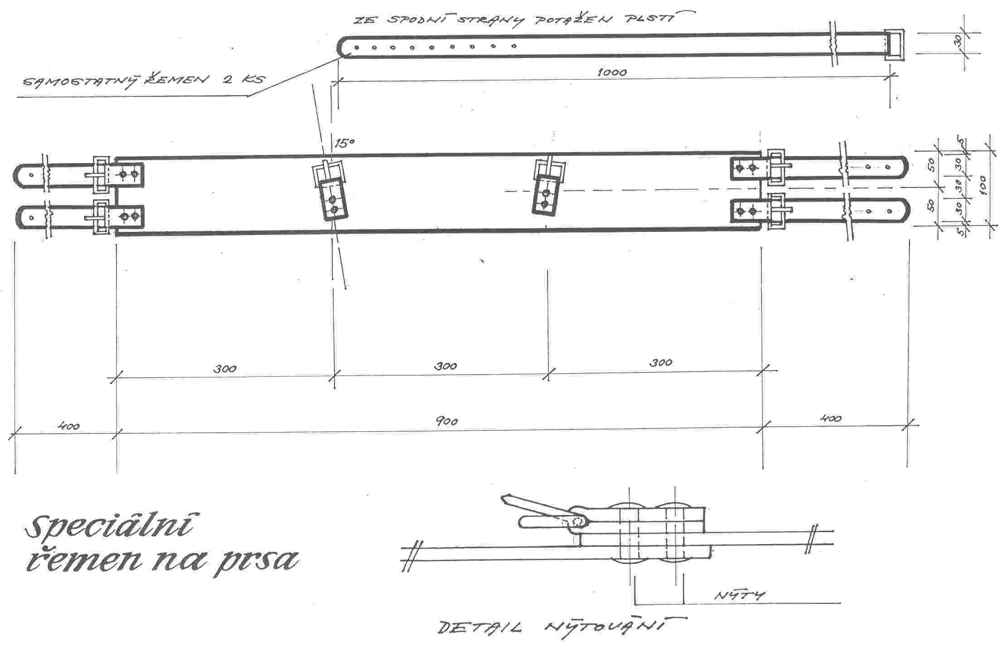 ZE SPODNÍ STRANY POTAŽEN PLSTÍ
30
1000
SAMOSTATNÝ ŘEMEN 2 KS
15°
5
50
30
30
100
50
30
5
300
300
300
400
900
400
Speciální
řemen na prsa
NÝTY
DETAIL NÝTOVÁNÍ